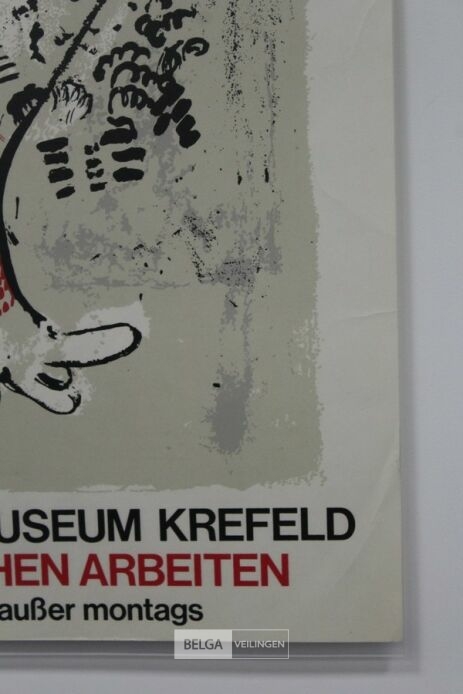 USEUM KREFELD
HEN ARBEITEN
außer montags
BELGA VEILINGEN